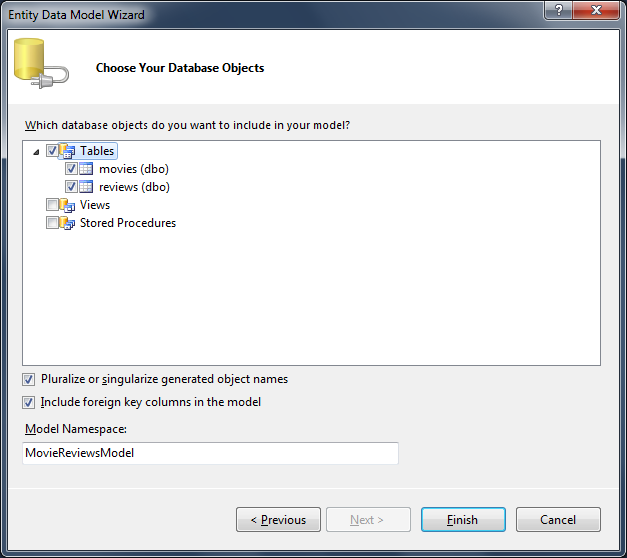 Entity Data Model Wizard
?
Choose Your Database Objects
Which database objects do you want to include in your model?
Tables
movies (dbo)
reviews (dbo)
Views
Stored Procedures
Pluralize or singularize generated object names
Include foreign key columns in the model
Model Namespace:
MovieReviewsModel
< Previous
Next >
Finish
Cancel